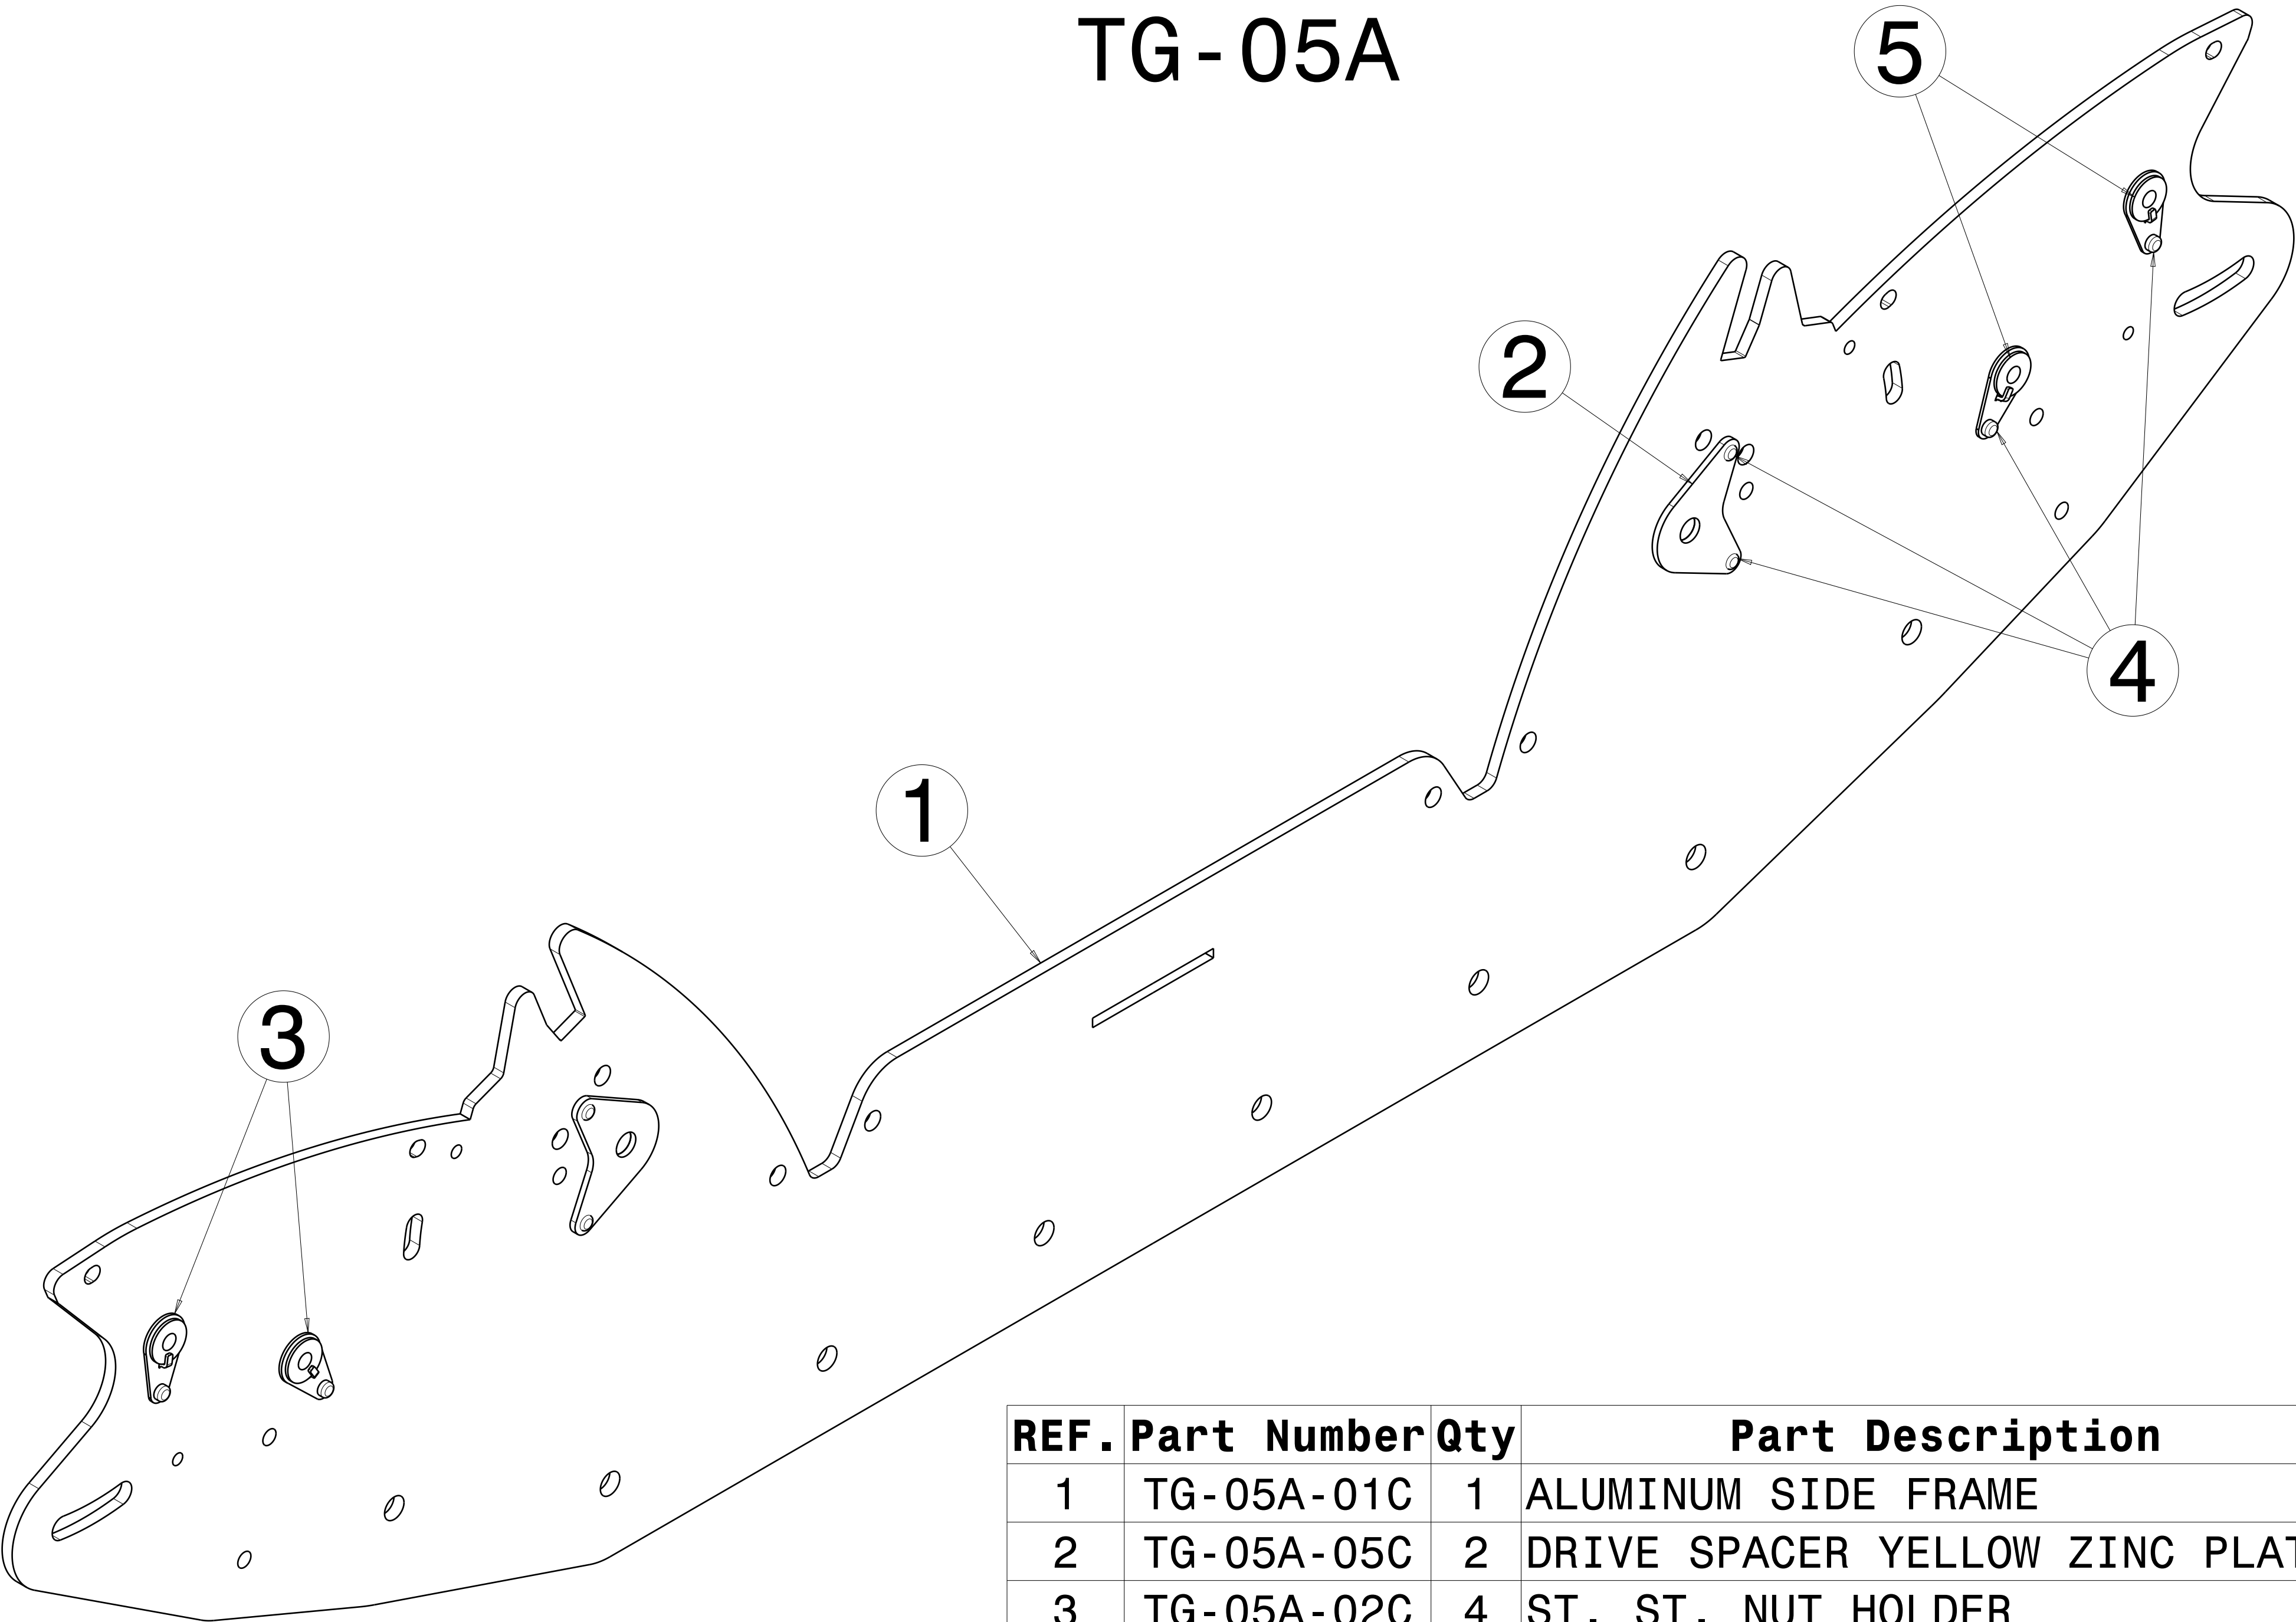 TG-05A
5
2
4
1
3
REF. Part Number Qty Part Description
1 TG-05A-01C 1 ALUMINUM SIDE FRAME
2 TG-05A-05C 2 DRIVE SPACER YELLOW ZINC PLAT
3 TG-05A-02C 4 ST. ST. NUT HOLDER